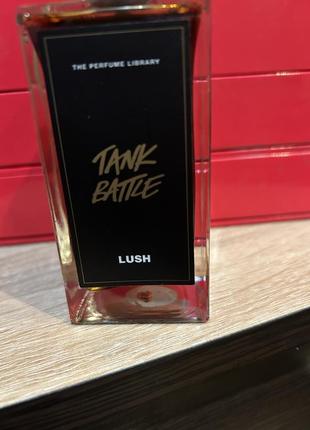 THE PERFUME LIBRARY
TANK
BATTLE
LUSH